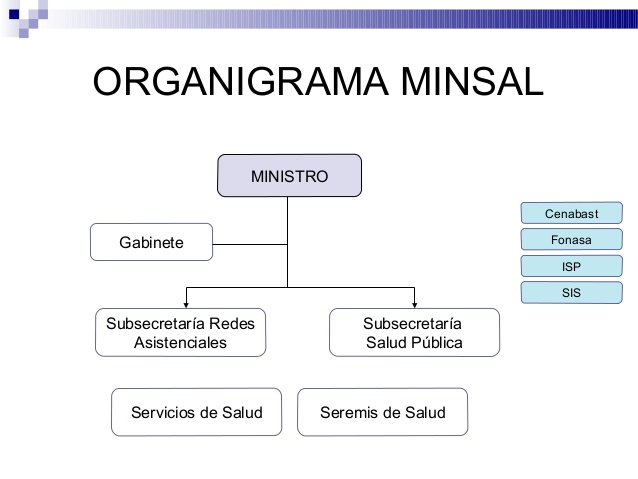 ORGANIGRAMA MINSAL
MINISTRO
Gabinete
Subsecretaría Redes
Asistenciales
Subsecretaría
Salud Pública
Servicios de Salud
Seremis de Salud
Cenabast
Fonasa
ISP
SIS